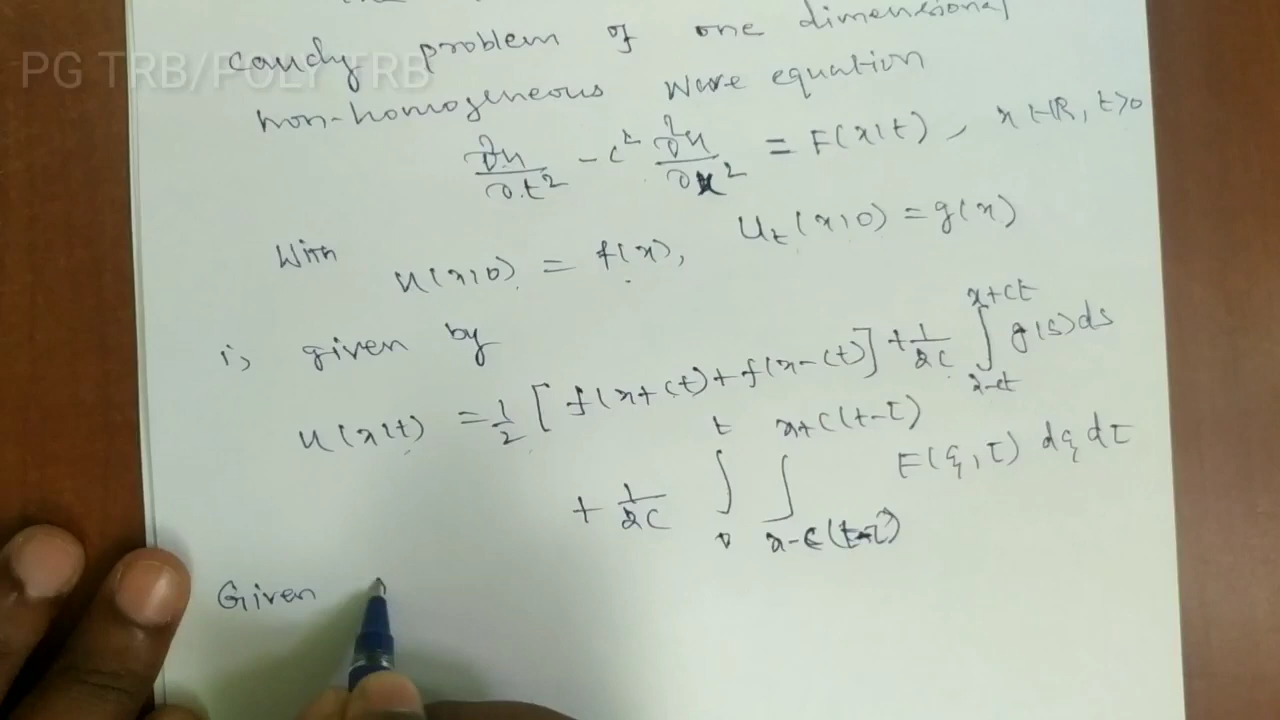 the
caudy problem of one dimensional
PG TRB/POLY TRB
non-homogeneous wave equation
∂²u/∂t² - c² ∂²u/∂x² = F(x,t), x∈ℝ, t>0
With u(x,0) = f(x), u_t(x,0) = g(x)
is given by
u(x,t) = 1/2 [f(x+ct)+f(x-ct)] + 1/2c ∫_{x-ct}^{x+ct} g(s)ds
+ 1/2c ∫_0^t ∫_{x-c(t-τ)}^{x+c(t-τ)} F(ξ,τ) dξ dτ
Given